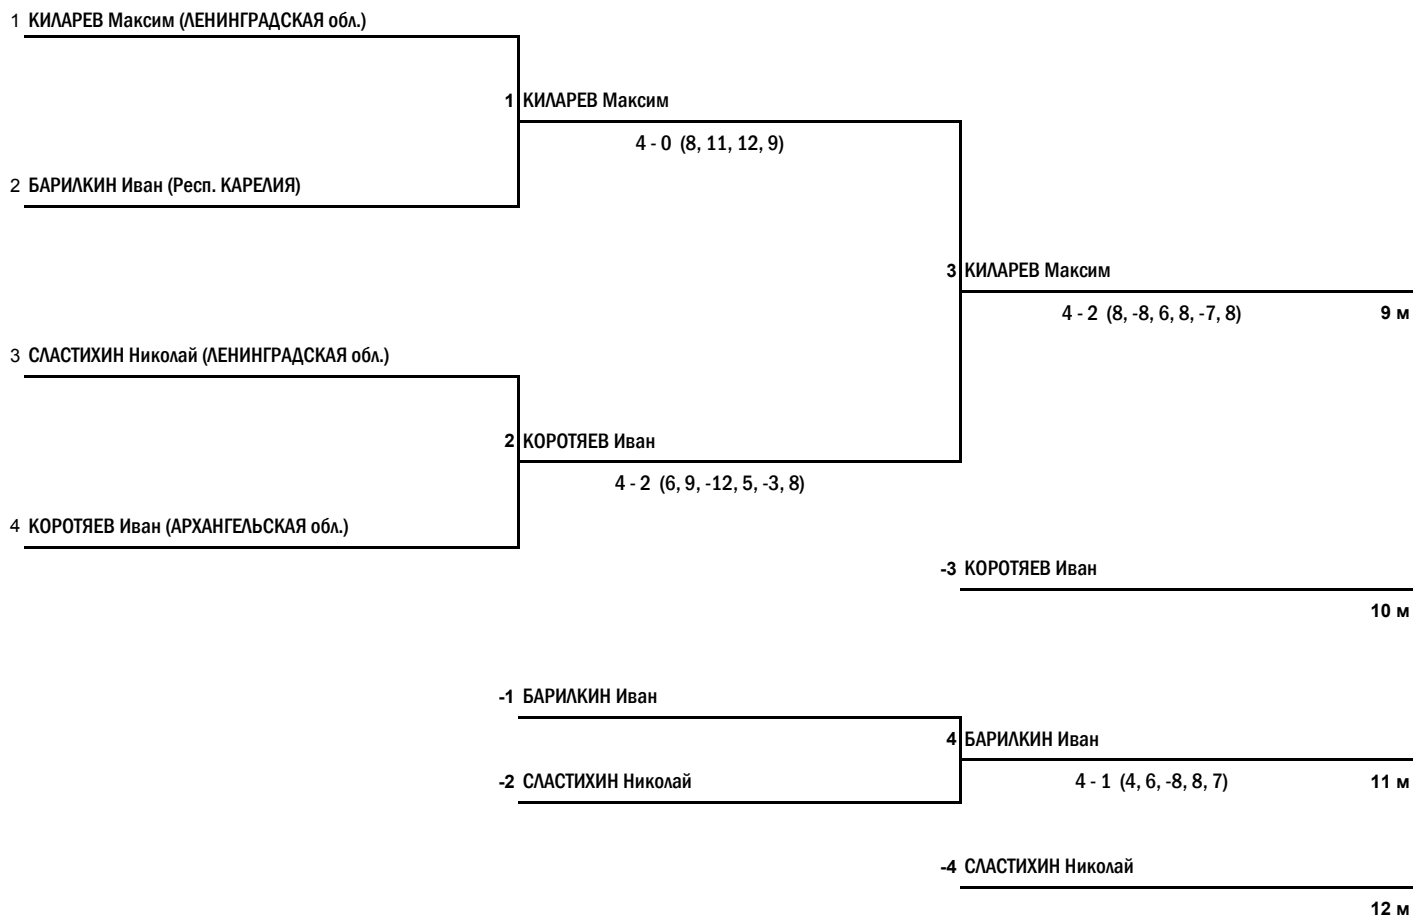 1 КИЛАРЕВ Максим (ЛЕНИНГРАДСКАЯ обл.)
1 КИЛАРЕВ Максим
4 - 0 (8, 11, 12, 9)
2 БАРИЛКИН Иван (Респ. КАРЕЛИЯ)
3 КИЛАРЕВ Максим
4 - 2 (8, -8, 6, 8, -7, 8) 9 м
3 СЛАСТИХИН Николай (ЛЕНИНГРАДСКАЯ обл.)
2 КОРОТЯЕВ Иван
4 - 2 (6, 9, -12, 5, -3, 8)
4 КОРОТЯЕВ Иван (АРХАНГЕЛЬСКАЯ обл.)
-3 КОРОТЯЕВ Иван
10 м
-1 БАРИЛКИН Иван
4 БАРИЛКИН Иван
-2 СЛАСТИХИН Николай 4 - 1 (4, 6, -8, 8, 7) 11 м
-4 СЛАСТИХИН Николай
12 м